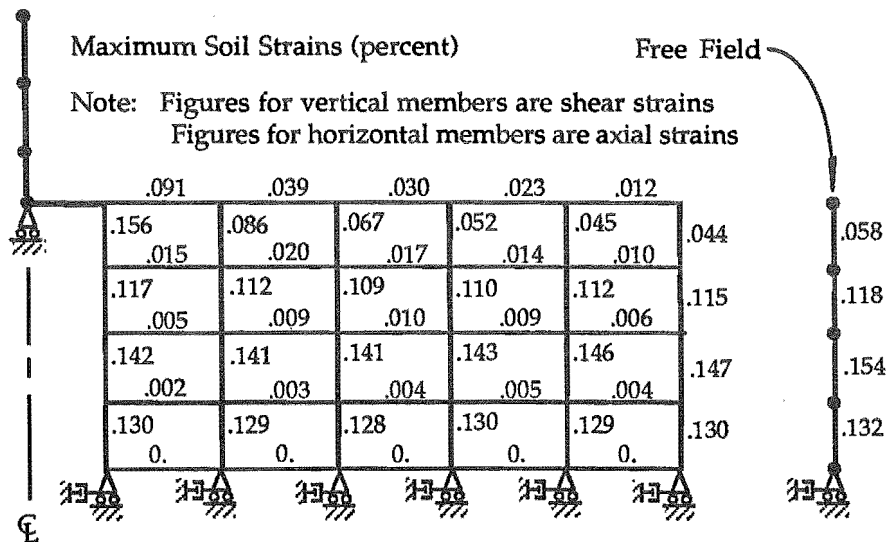 Maximum Soil Strains (percent)
Free Field
Note: Figures for vertical members are shear strains
Figures for horizontal members are axial strains
.091 .039 .030 .023 .012
.156 .086 .067 .052 .045 .044 .058
.015 .020 .017 .014 .010
.117 .112 .109 .110 .112 .115 .118
.005 .009 .010 .009 .006
.142 .141 .141 .143 .146 .147 .154
.002 .003 .004 .005 .004
.130 .129 .128 .130 .129 .130 .132
0. 0. 0. 0. 0.
℄